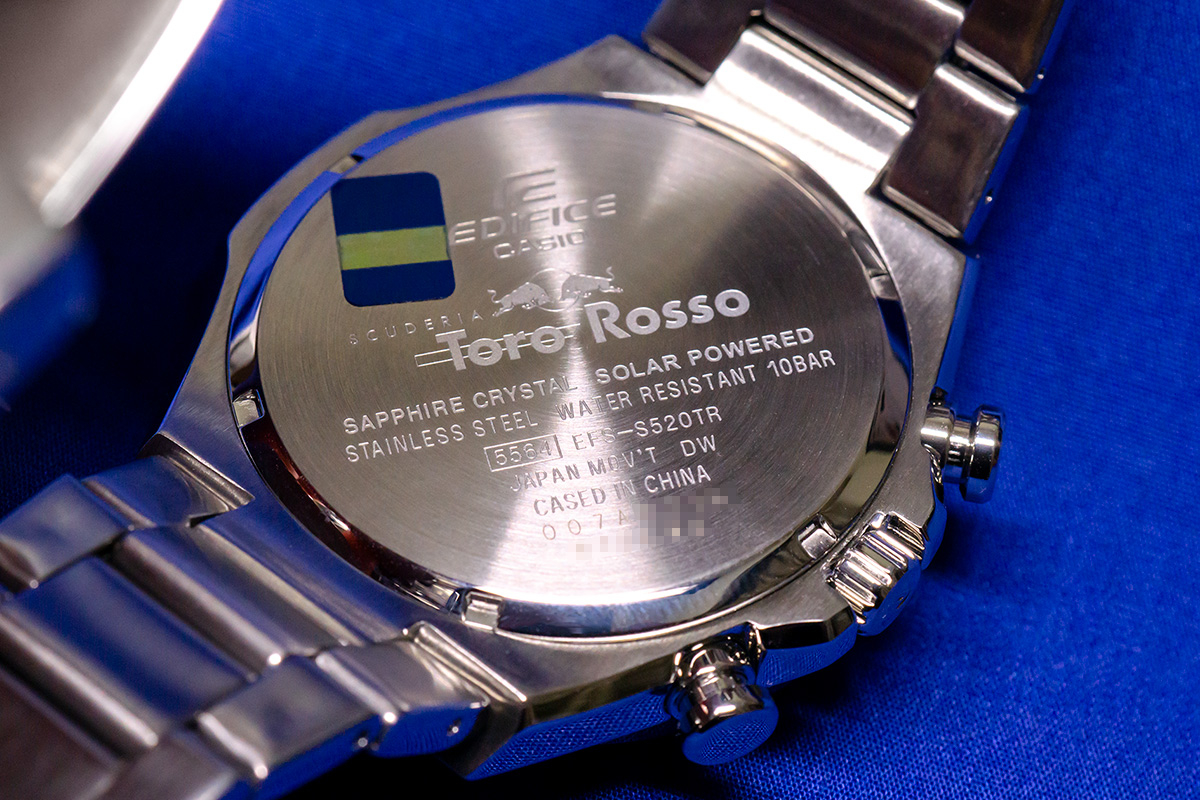 EDIFICE
CASIO
SCUDERIA
Toro Rosso
SAPPHIRE CRYSTAL SOLAR POWERED
STAINLESS STEEL WATER RESISTANT 10BAR
5564 EFS-S520TR
JAPAN MOV'T DW
CASED IN CHINA
007A